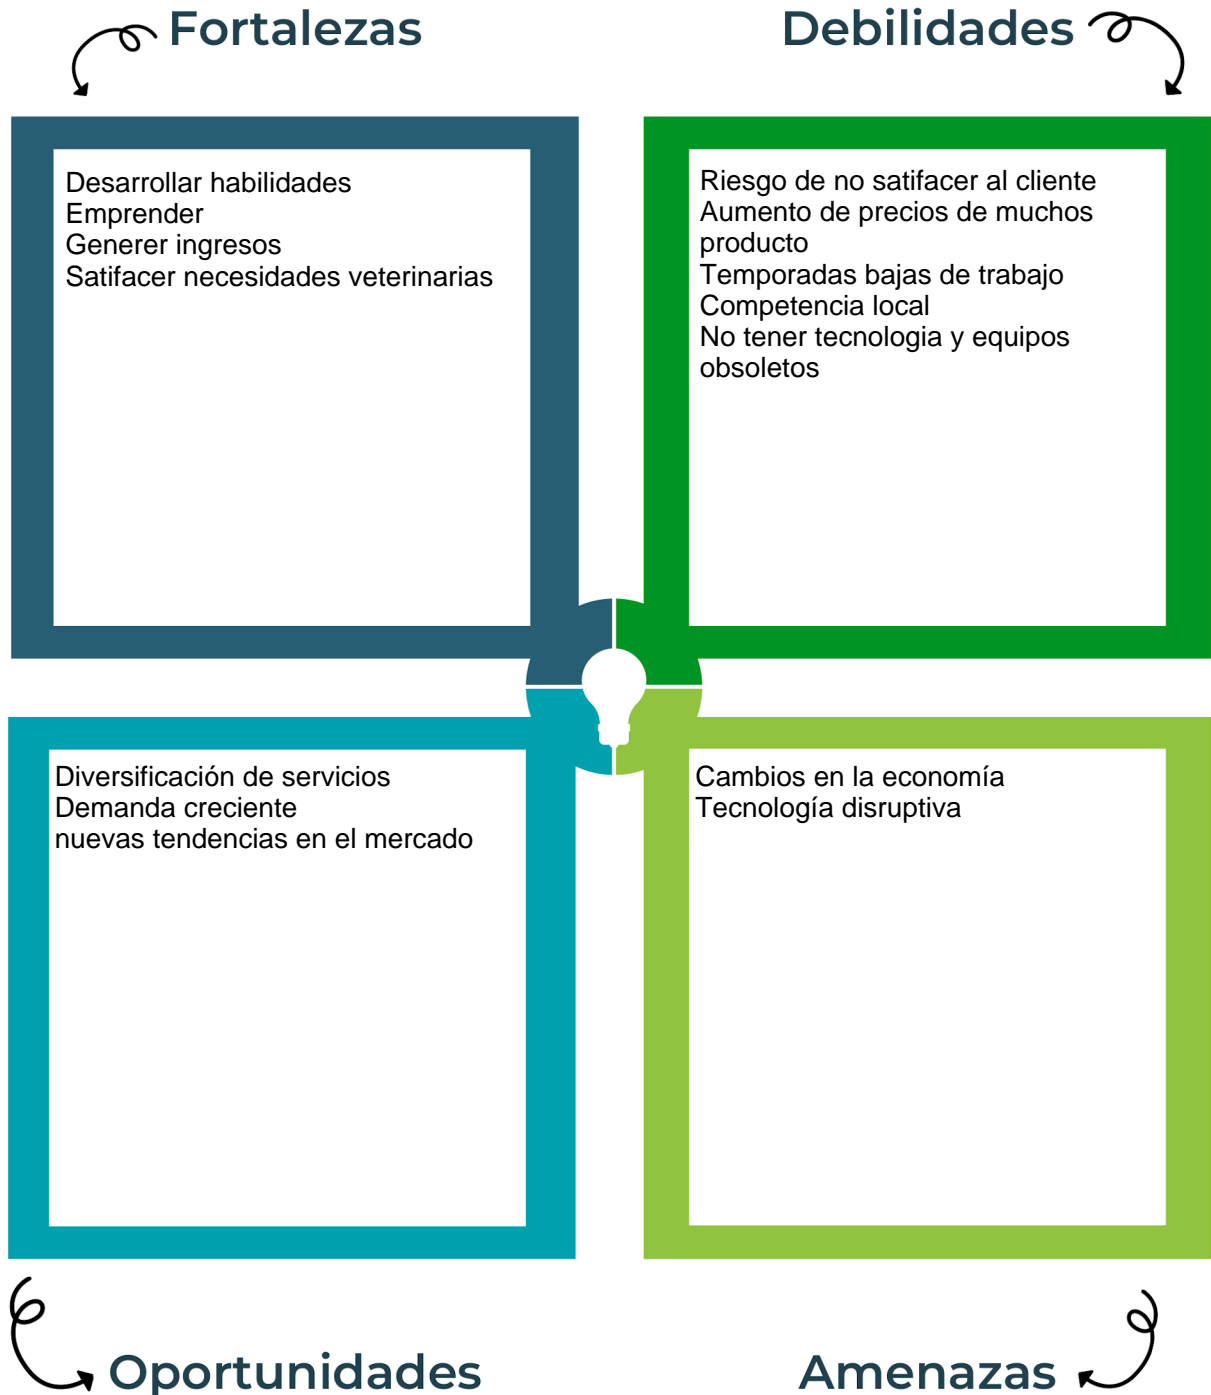 Fortalezas
Desarrollar habilidades
Emprender
Generer ingresos
Satifacer necesidades veterinarias
Debilidades
Riesgo de no satifacer al cliente
Aumento de precios de muchos
producto
Temporadas bajas de trabajo
Competencia local
No tener tecnologia y equipos
obsoletos
Diversificación de servicios
Demanda creciente
nuevas tendencias en el mercado
Oportunidades
Cambios en la economía
Tecnología disruptiva
Amenazas